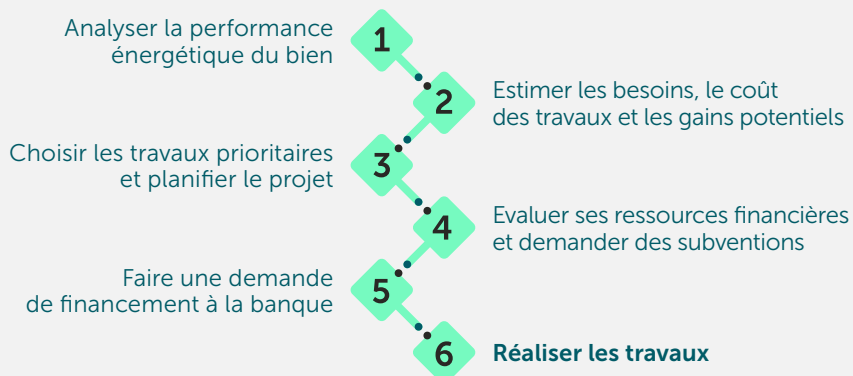 Analyser la performance
énergétique du bien
1
2
Estimer les besoins, le coût
des travaux et les gains potentiels
Choisir les travaux prioritaires
et planifier le projet
3
4
Evaluer ses ressources financières
et demander des subventions
Faire une demande
de financement à la banque
5
6
Réaliser les travaux